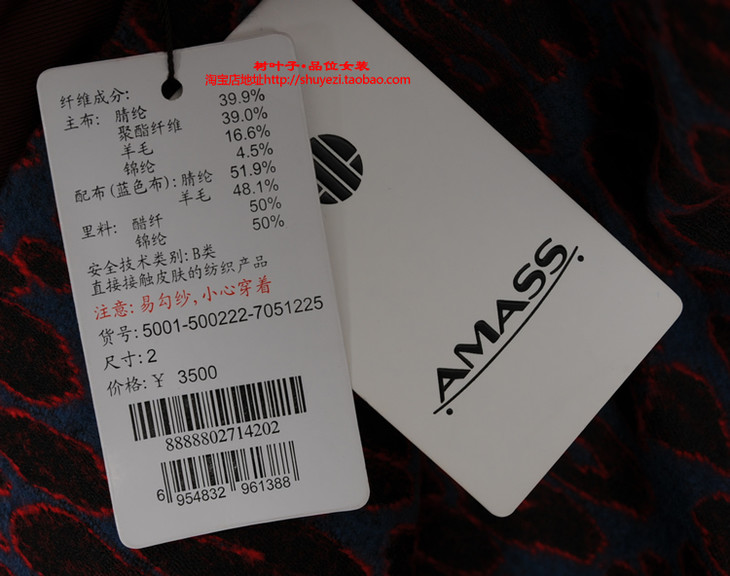 树叶子·品位女装
淘宝店地址http://shuyezi.taobao.com
纤维成分:
主布: 腈纶 39.9%
聚酯纤维 39.0%
羊毛 16.6%
锦纶 4.5%
配布(蓝色布): 腈纶 51.9%
羊毛 48.1%
里料: 醋纤 50%
锦纶 50%
安全技术类别: B类
直接接触皮肤的纺织产品
注意: 易勾纱,小心穿着
货号: 5001-500222-7051225
尺寸: 2
价格: ¥ 3500
8888802714202
6 954832 961388
AMASS